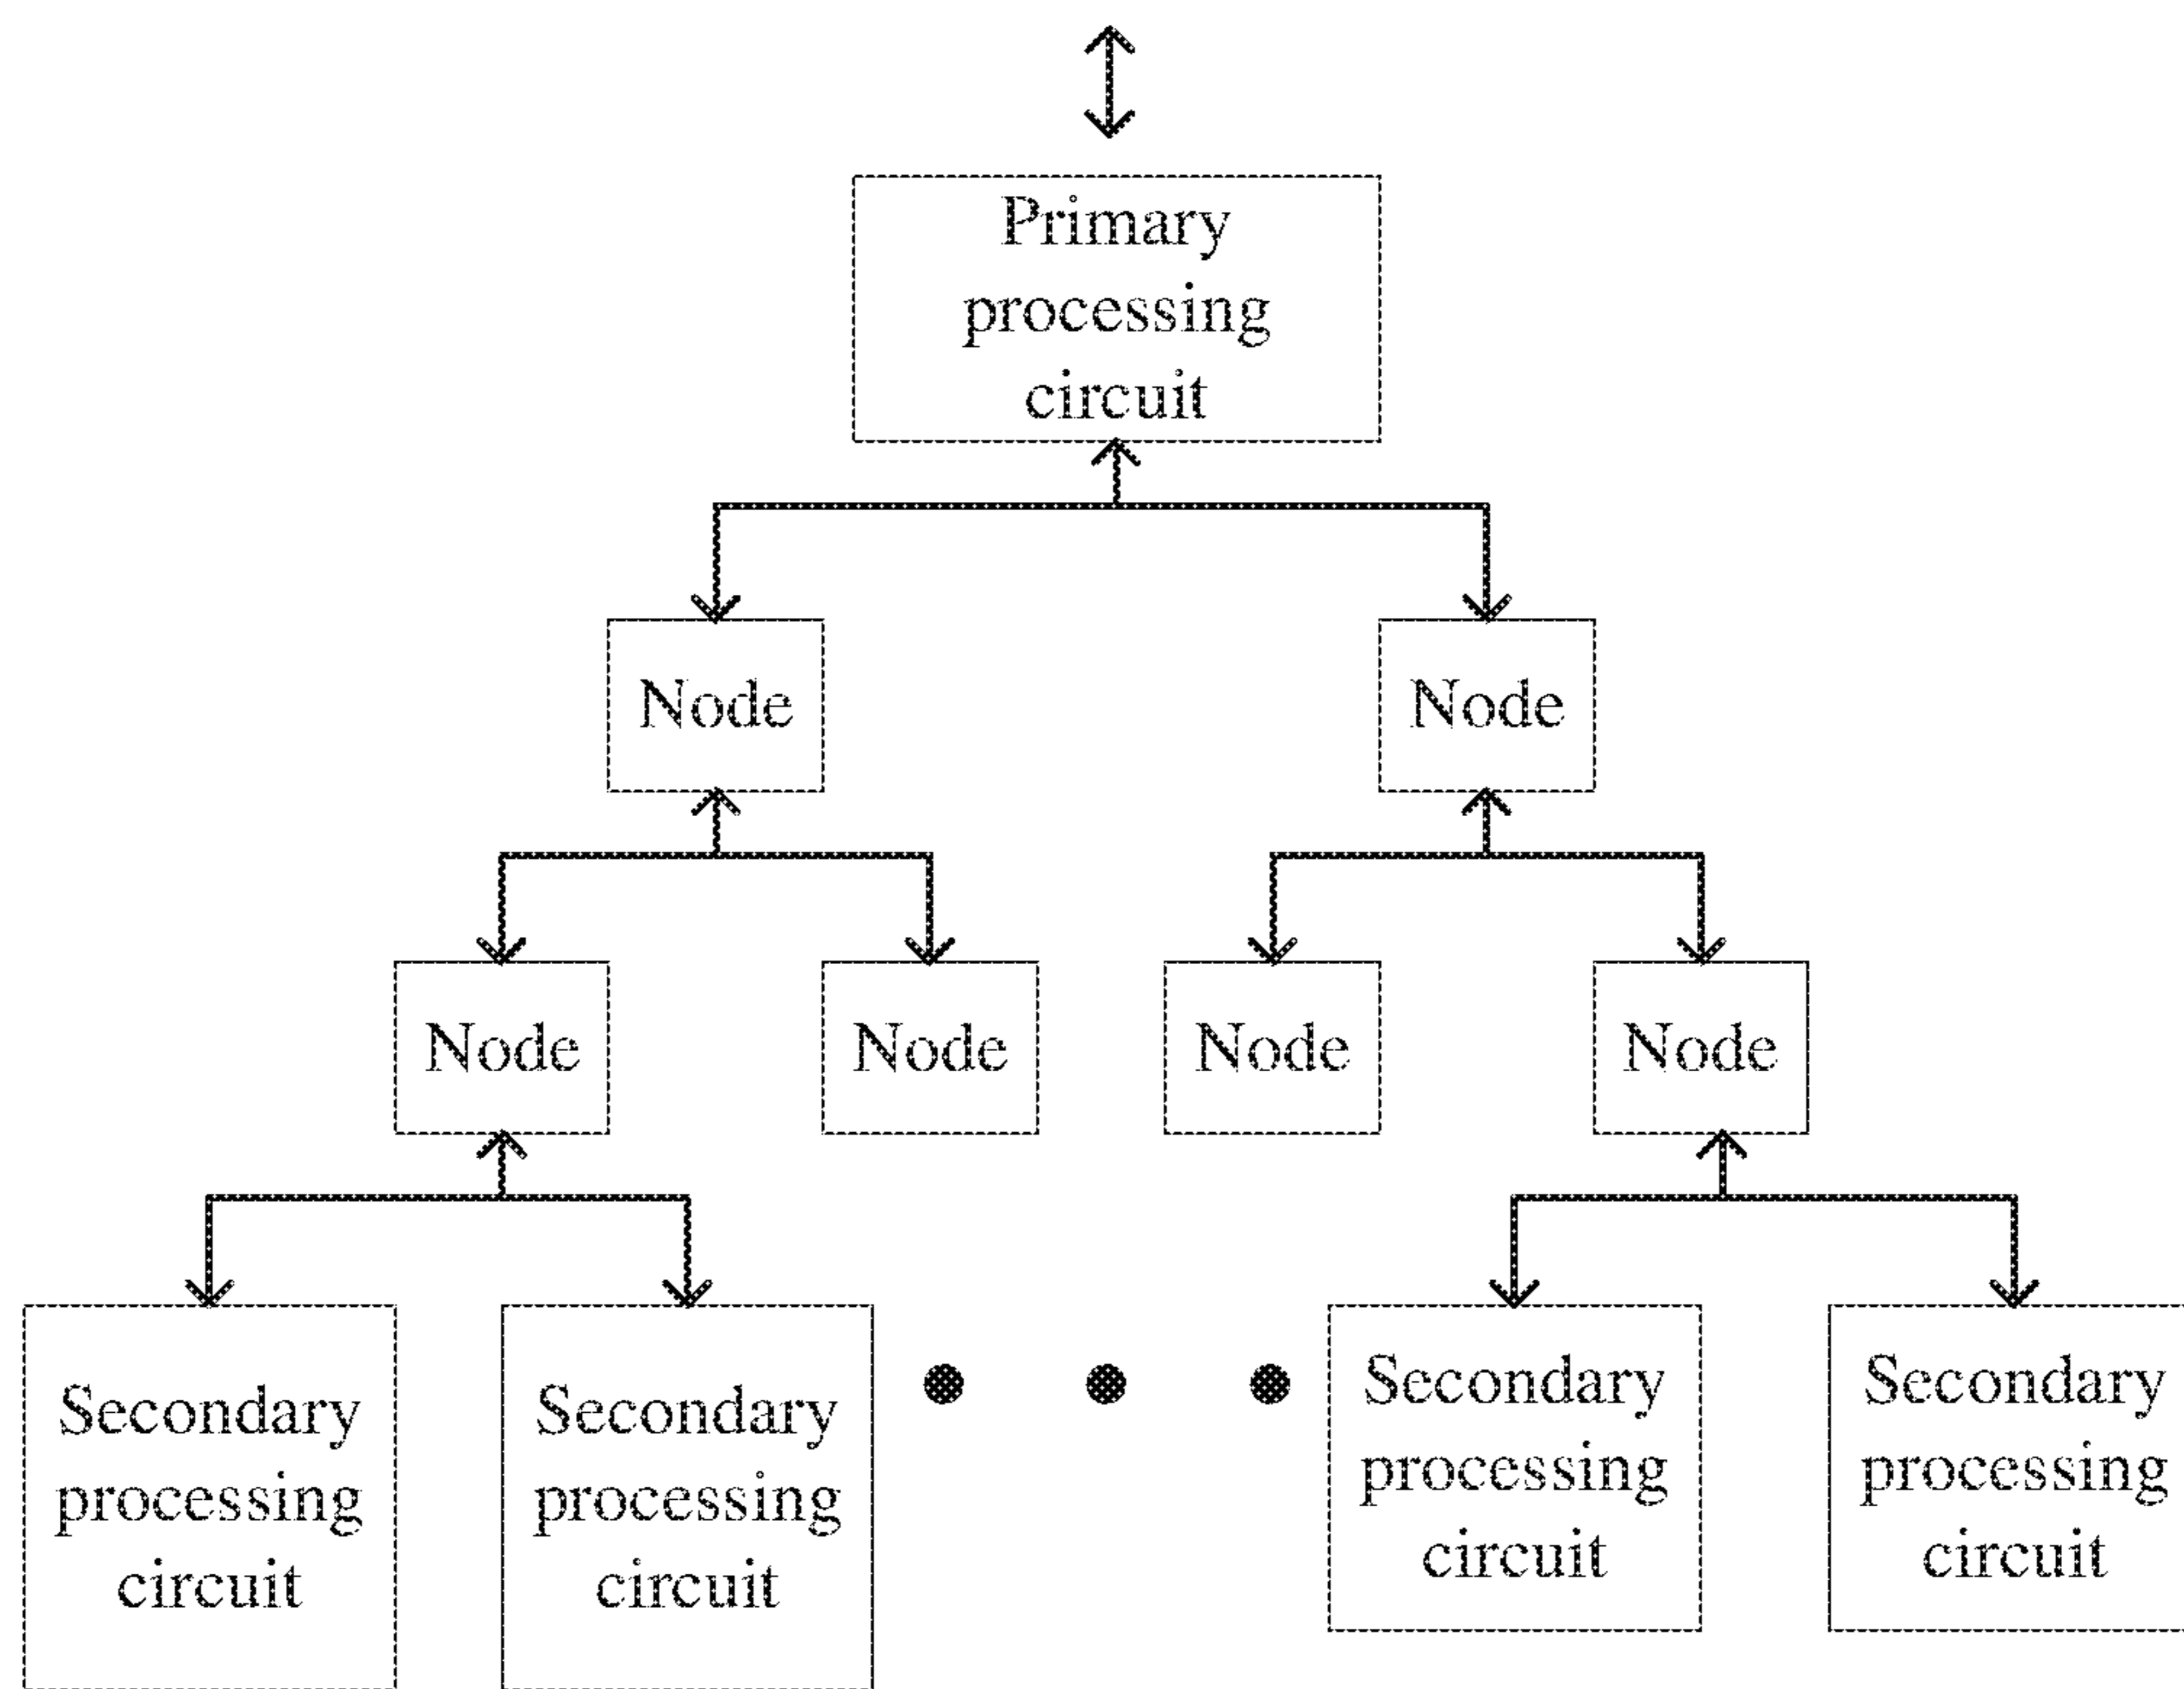 Primary
processing
circuit
Node
Node
Node
Node
Node
Node
Secondary
processing
circuit
Secondary
processing
circuit
Secondary
processing
circuit
Secondary
processing
circuit